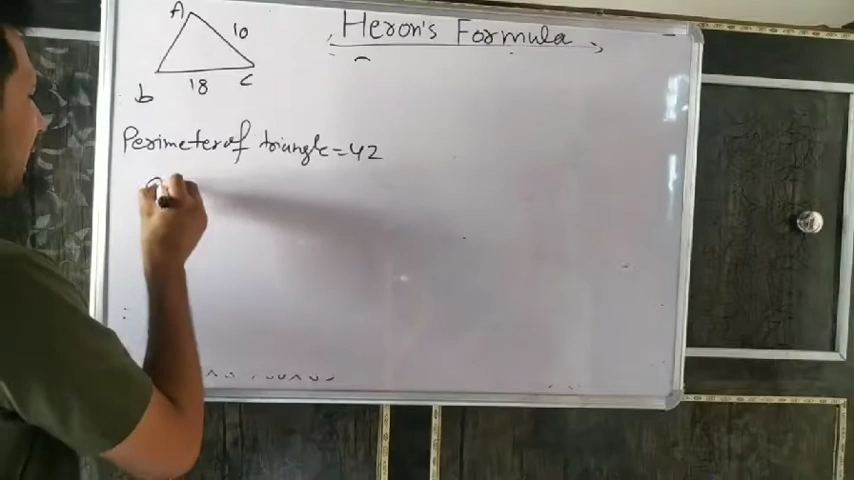 Heron's Formula
A
10
b 18 C
Perimeter of triangle = 42